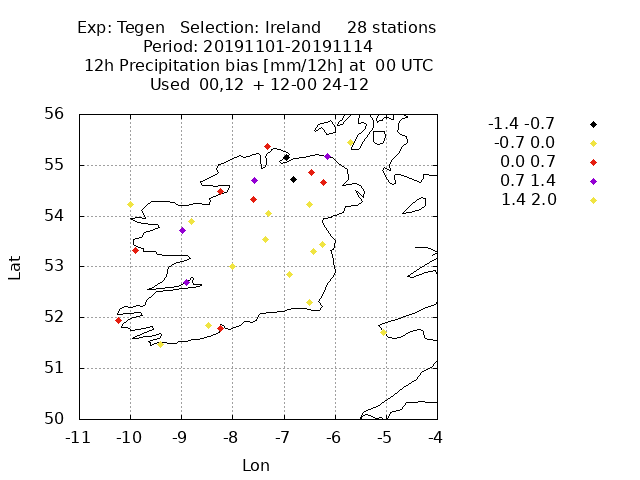 Exp: Tegen   Selection: Ireland     28 stations
Period: 20191101-20191114
12h Precipitation bias [mm/12h] at  00 UTC
Used 00,12  + 12-00 24-12
-1.4 -0.7
-0.7 0.0
0.0 0.7
0.7 1.4
1.4 2.0
56
55
54
53
52
51
50
Lat
-11 -10 -9 -8 -7 -6 -5 -4
Lon